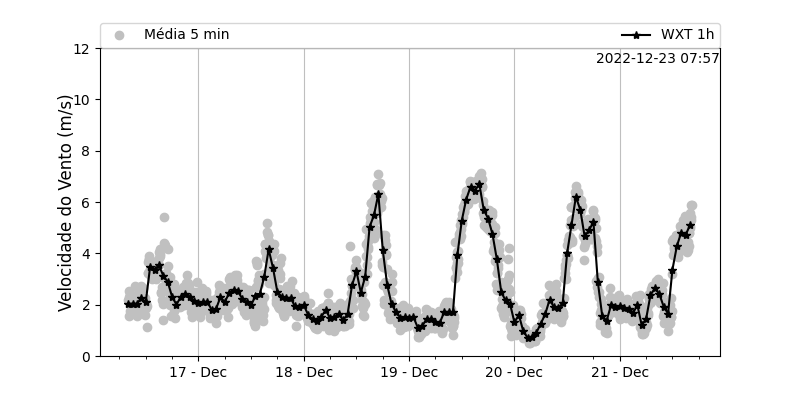 Média 5 min
WXT 1h
2022-12-23 07:57
Velocidade do Vento (m/s)
12
10
8
6
4
2
0
17 - Dec
18 - Dec
19 - Dec
20 - Dec
21 - Dec